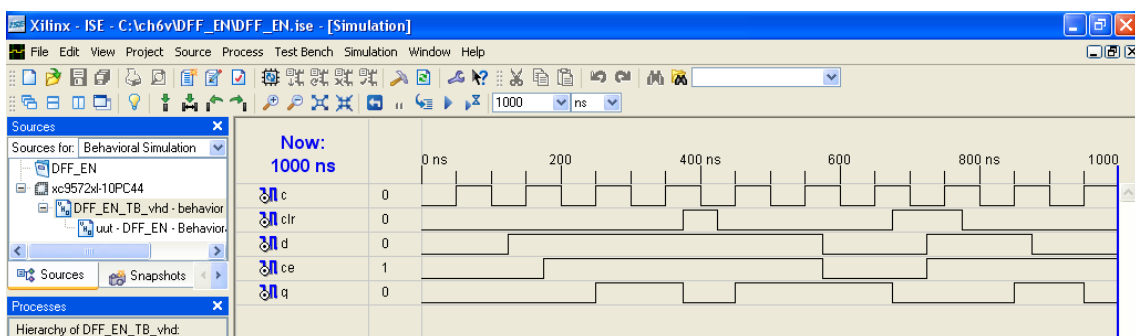 Xilinx - ISE - C:\ch6v\DFF_EN\DFF_EN.ise - [Simulation]
File Edit View Project Source Process Test Bench Simulation Window Help
1000 ns
Sources
Sources for: Behavioral Simulation
DFF_EN
xc9572xl-10PC44
DFF_EN_TB_vhd - behavior
uut - DFF_EN - Behavior
Sources Snapshots
Processes
Hierarchy of DFF_EN_TB_vhd:
Now:
1000 ns
0 ns 200 400 ns 600 800 ns 1000
c 0
clr 0
d 0
ce 1
q 0